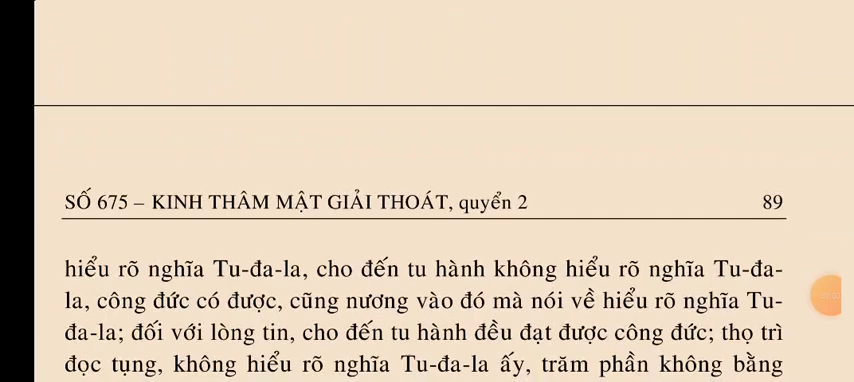 SỐ 675 – KINH THÂM MẬT GIẢI THOÁT, quyển 2 89
hiểu rõ nghĩa Tu-đa-la, cho đến tu hành không hiểu rõ nghĩa Tu-đa-
la, công đức có được, cũng nương vào đó mà nói về hiểu rõ nghĩa Tu-
đa-la; đối với lòng tin, cho đến tu hành đều đạt được công đức; thọ trì
đọc tụng, không hiểu rõ nghĩa Tu-đa-la ấy, trăm phần không bằng